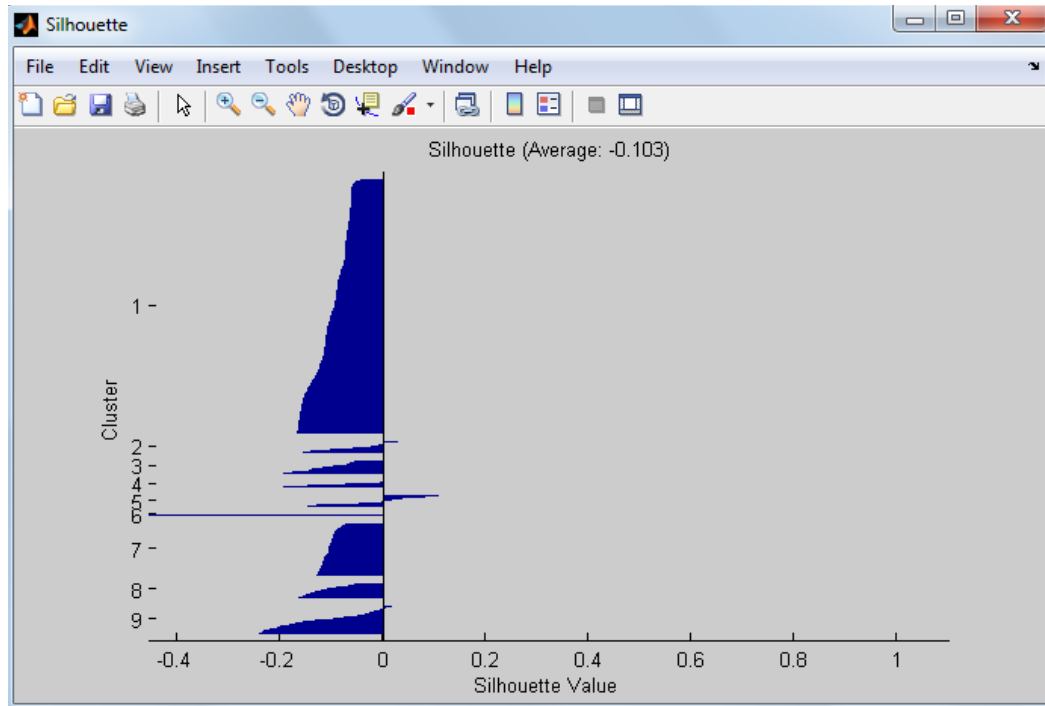 Silhouette
File Edit View Insert Tools Desktop Window Help
Silhouette (Average: -0.103)
Cluster
1
2
3
4
5
6
7
8
9
-0.4 -0.2 0 0.2 0.4 0.6 0.8 1
Silhouette Value